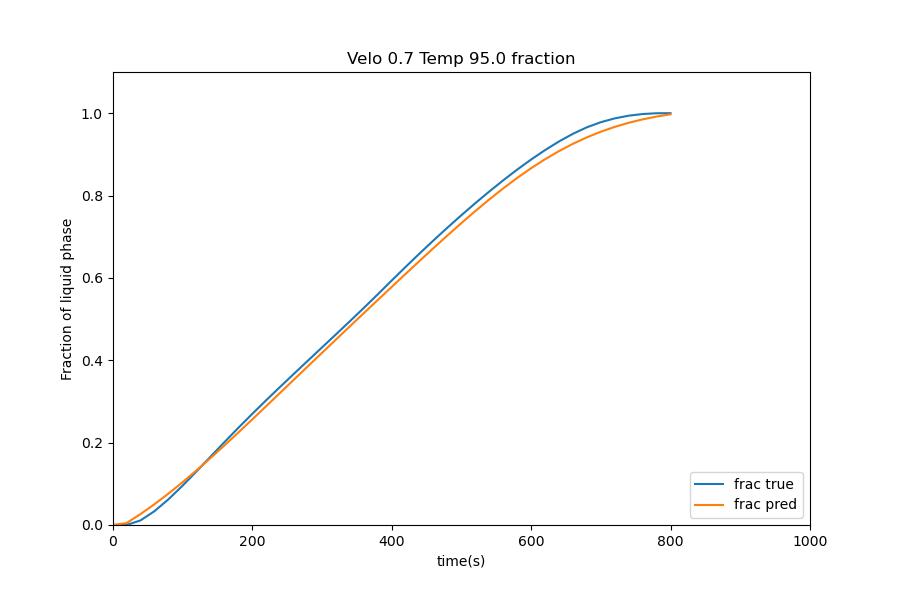 Velo 0.7 Temp 95.0 fraction
1.0
0.8
0.6
0.4
0.2
0.0
Fraction of liquid phase
0 200 400 600 800 1000
time(s)
frac true
frac pred